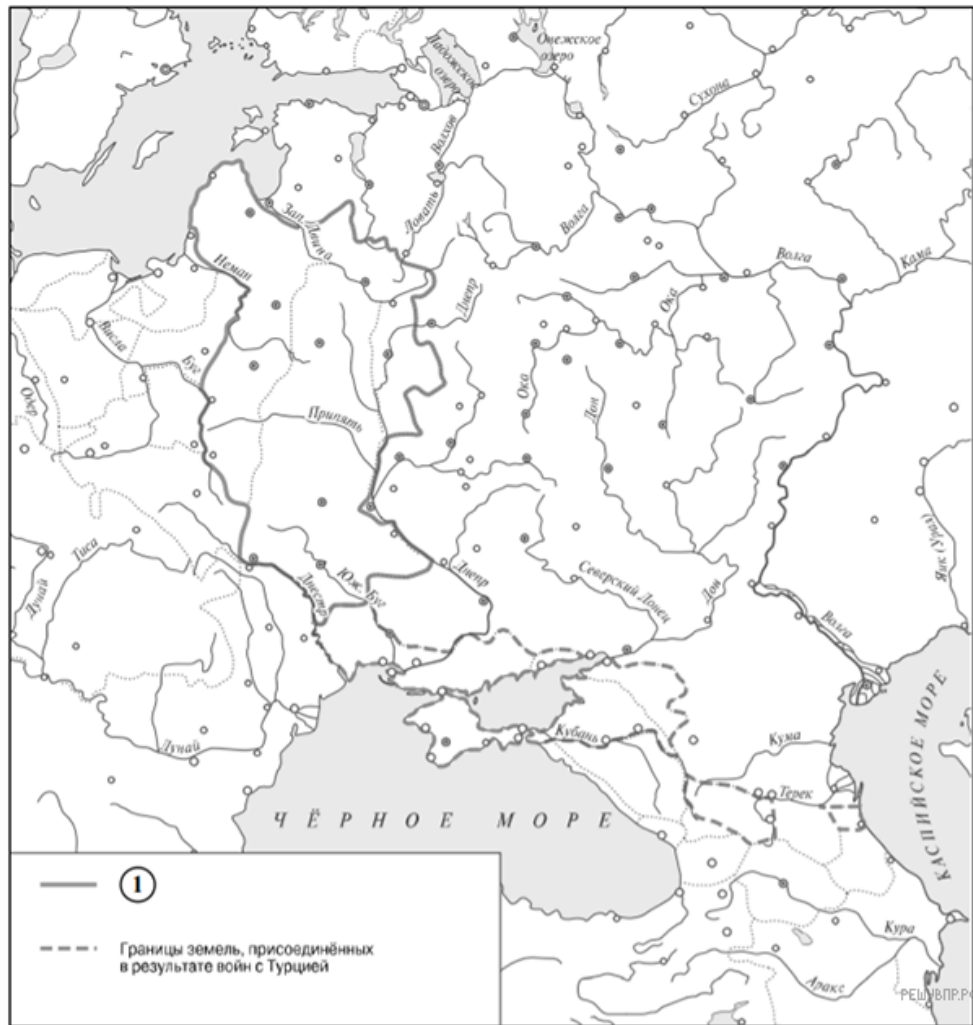 Ладожское
озеро
Онежское
озеро
Сухона
Волхов
Ловать
Зап. Двина
Волга
Волга
Кама
Неман
Днепр
Ока
Висла
Буг
Одер
Ока
Дон
Припять
Тиса
Дунай
Днестр
Юж. Буг
Днепр
Северский Донец
Дон
Волга
Яик (Урал)
Дунай
Кубань
Кума
Терек
ЧЁРНОЕ МОРЕ
КАСПИЙСКОЕ МОРЕ
Кура
Аракс
1
Границы земель, присоединённых
в результате войн с Турцией
РЕШУВПР.РФ